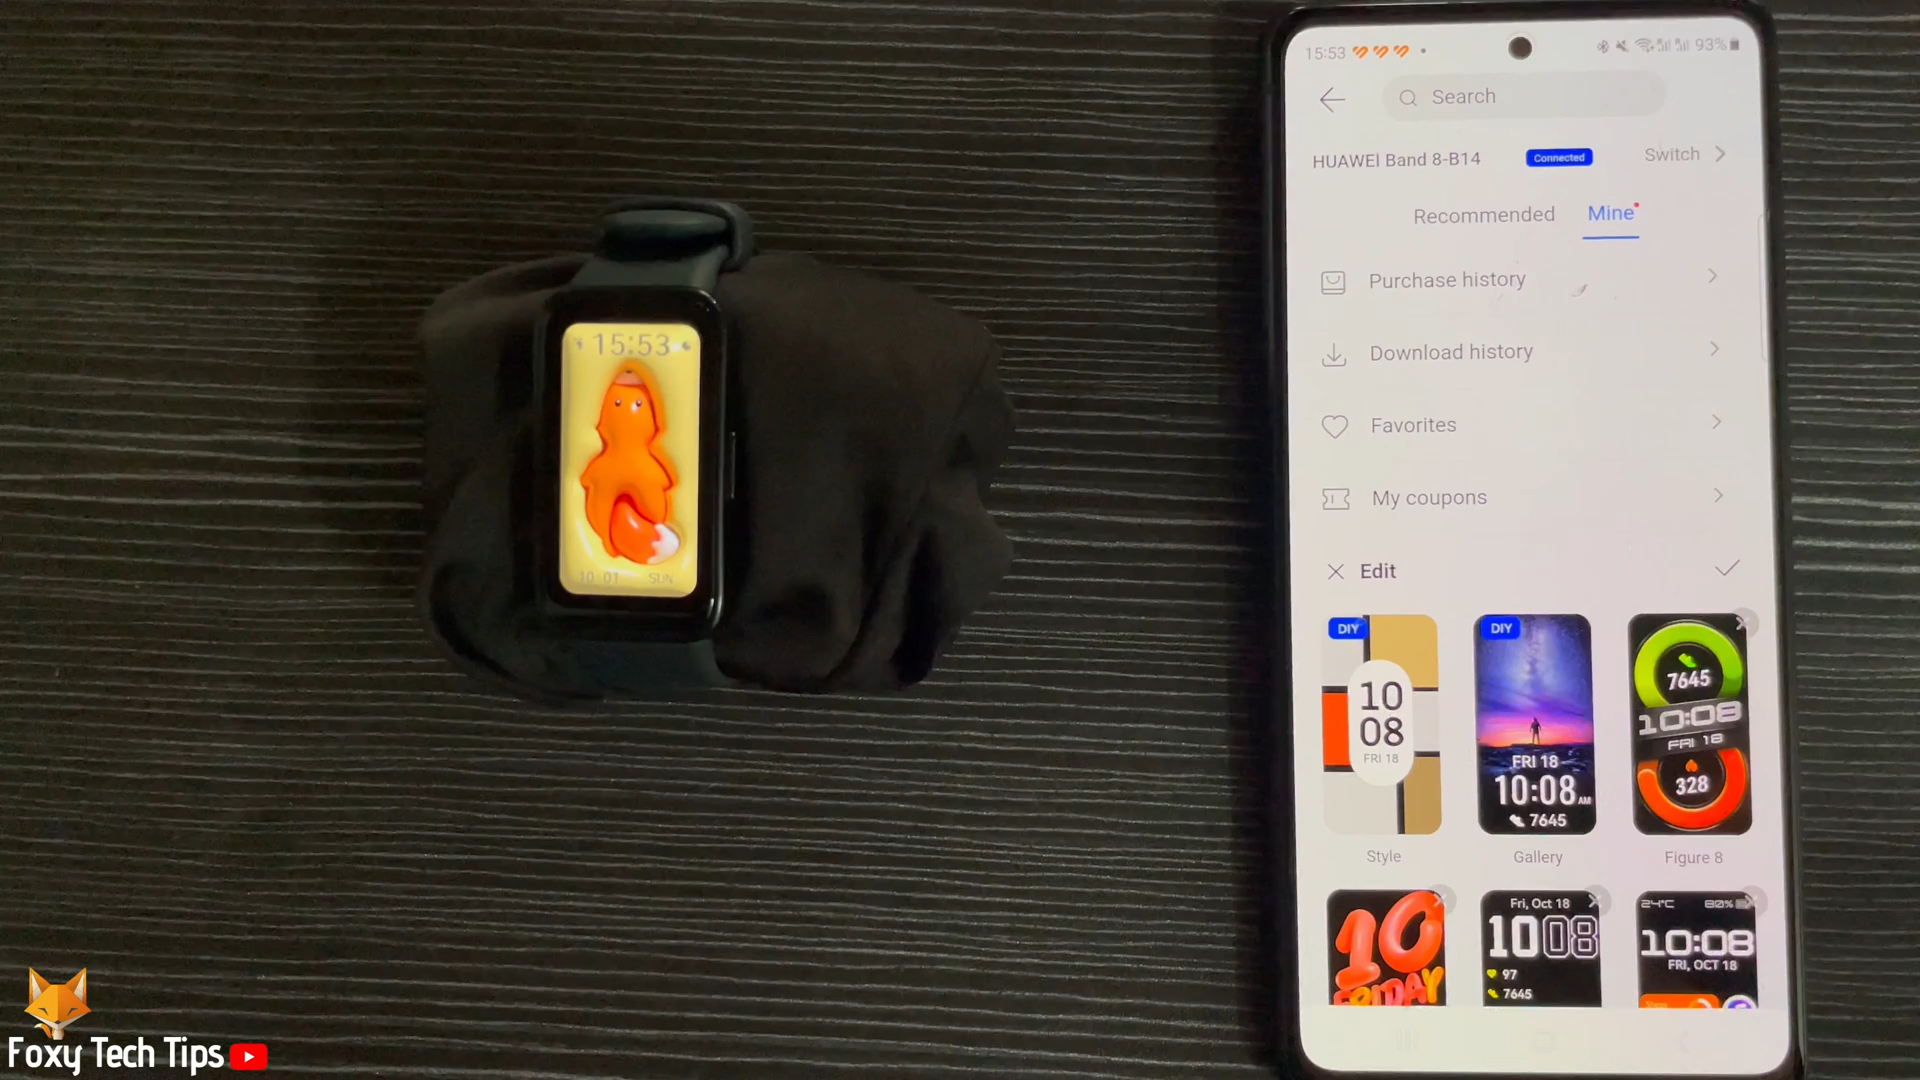 15:53
93%
Search
HUAWEI Band 8-B14
Connected
Switch
Recommended
Mine
Purchase history
Download history
Favorites
My coupons
Edit
DIY
10
08
FRI 18
Style
DIY
FRI 18
10:08 AM
7645
Gallery
7645
10:08
FRI 18
328
Figure 8
10
FRIDAY
Fri, Oct 18
1008
97
7645
24°C
80%
10:08
FRI, OCT 18
15:53
10 01
SUN
Foxy Tech Tips